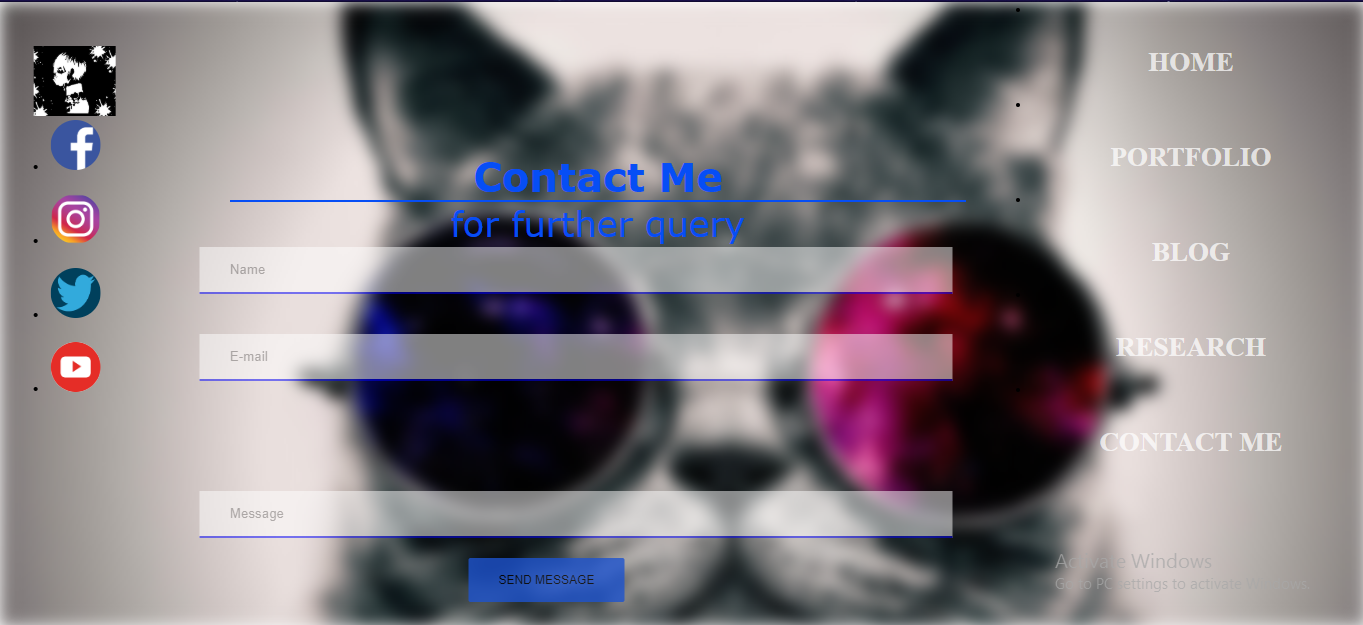 HOME
PORTFOLIO
BLOG
RESEARCH
CONTACT ME
Contact Me
for further query
Name
E-mail
Message
SEND MESSAGE
Activate Windows
Go to PC settings to activate Windows.